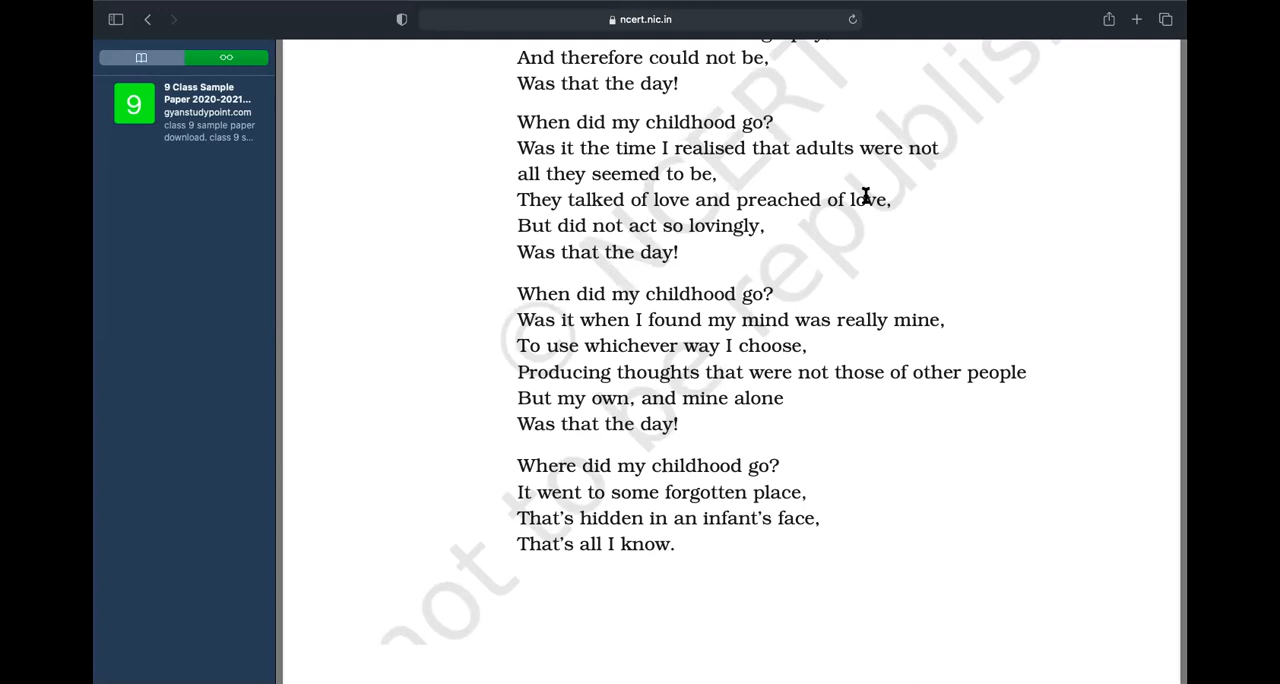 ncert.nic.in
9
9 Class Sample
Paper 2020-2021...
gyanstudypoint.com
class 9 sample paper
download. class 9 s...
And therefore could not be,
Was that the day!
When did my childhood go?
Was it the time I realised that adults were not
all they seemed to be,
They talked of love and preached of love,
But did not act so lovingly,
Was that the day!
When did my childhood go?
Was it when I found my mind was really mine,
To use whichever way I choose,
Producing thoughts that were not those of other people
But my own, and mine alone
Was that the day!
Where did my childhood go?
It went to some forgotten place,
That's hidden in an infant's face,
That's all I know.
© NCERT
not to be republis